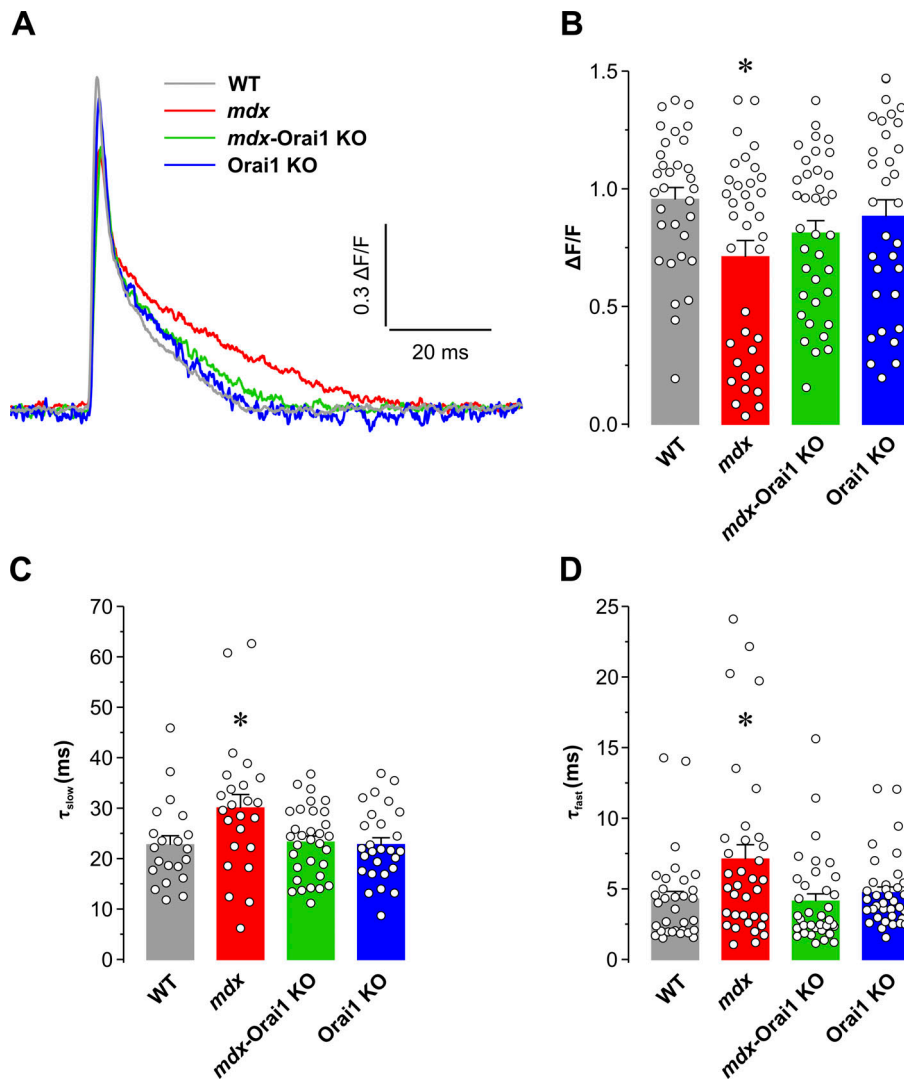 A
WT
mdx
mdx-Orai1 KO
Orai1 KO
0.3 ΔF/F
20 ms
B
*
ΔF/F
1.5
1.0
0.5
0.0
WT
mdx
mdx-Orai1 KO
Orai1 KO
C
τslow (ms)
70
60
50
40
30
20
10
0
*
WT
mdx
mdx-Orai1 KO
Orai1 KO
D
τfast (ms)
25
20
15
10
5
0
*
WT
mdx
mdx-Orai1 KO
Orai1 KO